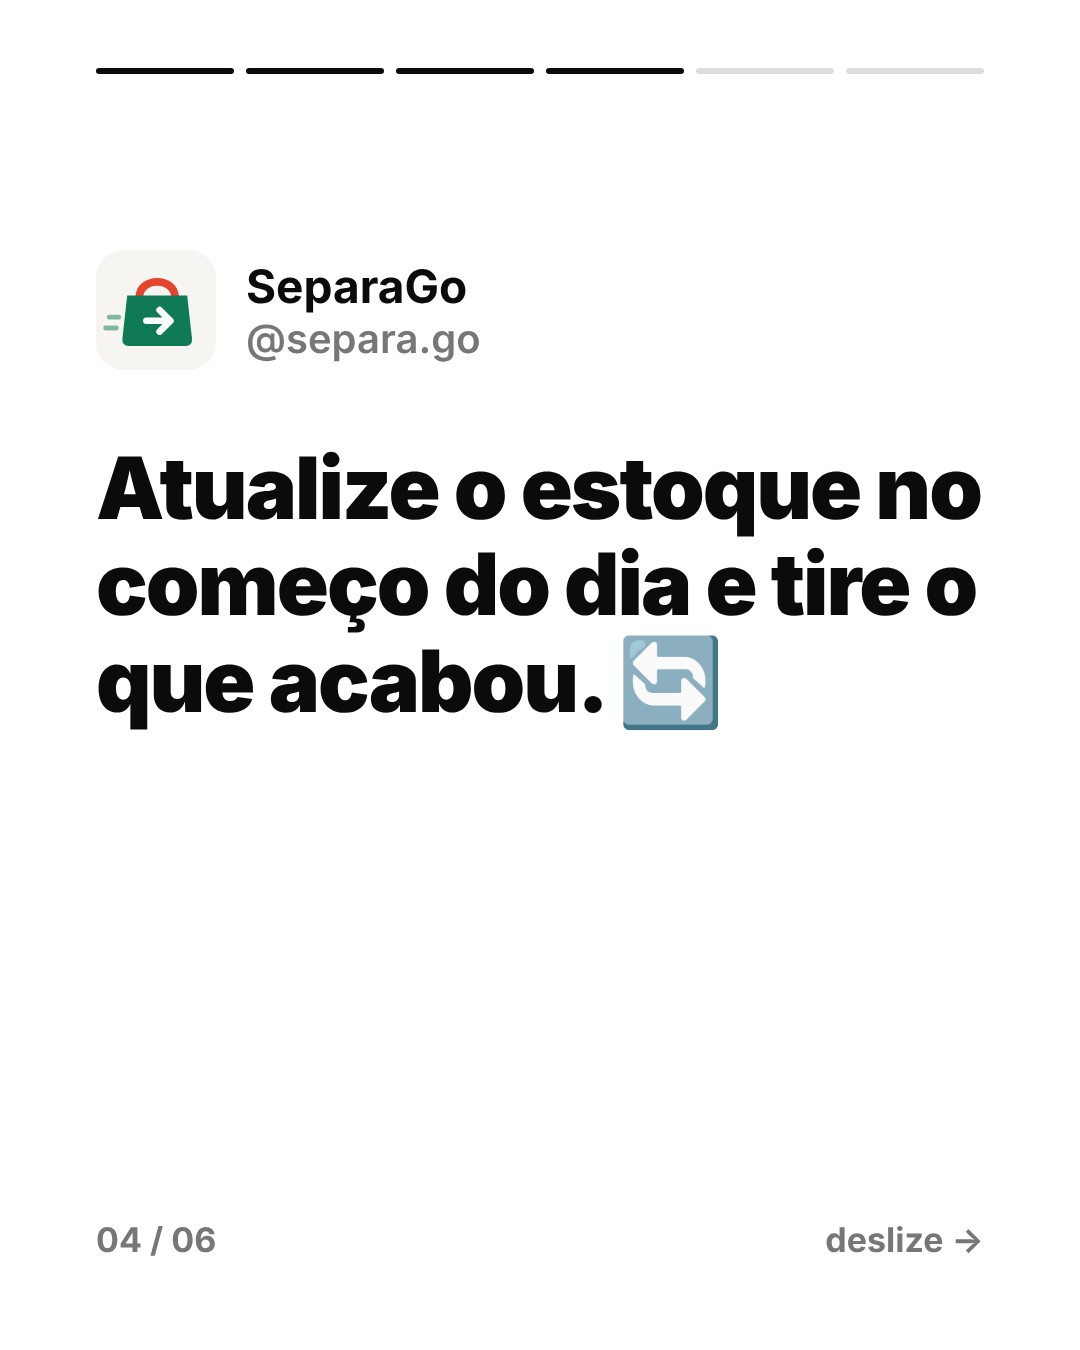 SeparaGo
@separa.go
Atualize o estoque no
começo do dia e tire o
que acabou. 🔄
04 / 06
deslize →